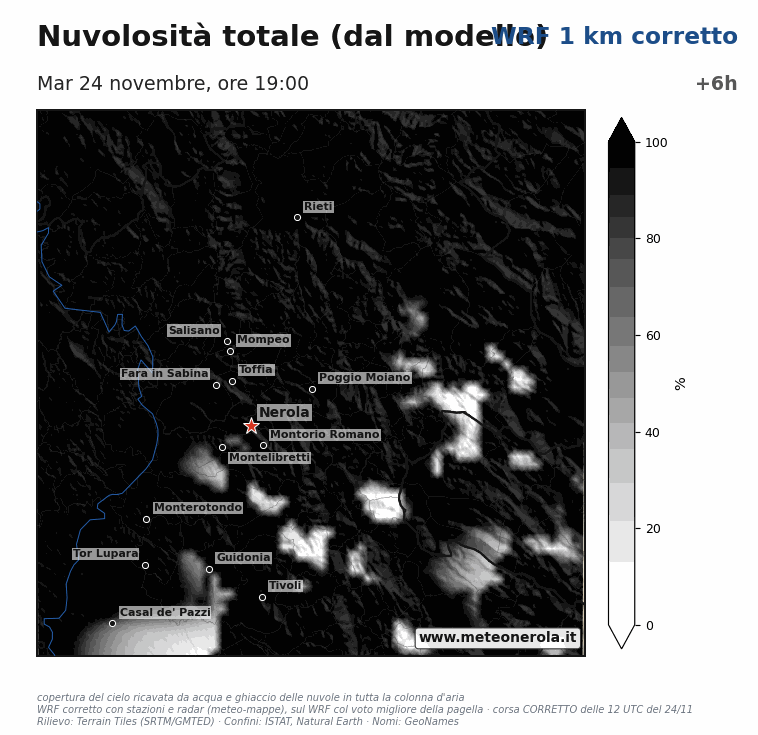 Nuvolosità totale (dal modello)
WRF 1 km corretto
Mar 24 novembre, ore 19:00
+6h
Rieti
Salisano
Mompeo
Toffia
Fara in Sabina
Poggio Moiano
Nerola
Montorio Romano
Montelibretti
Monterotondo
Tor Lupara
Guidonia
Tivoli
Casal de' Pazzi
www.meteonerola.it
100
80
60
%
40
20
0
copertura del cielo ricavata da acqua e ghiaccio delle nuvole in tutta la colonna d'aria
WRF corretto con stazioni e radar (meteo-mappe), sul WRF col voto migliore della pagella · corsa CORRETTO delle 12 UTC del 24/11
Rilievo: Terrain Tiles (SRTM/GMTED) · Confini: ISTAT, Natural Earth · Nomi: GeoNames